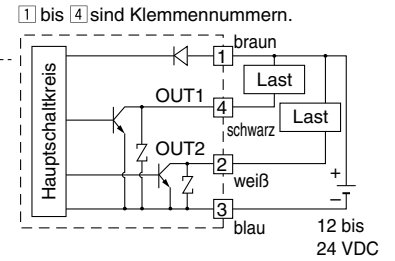 1 bis 4 sind Klemmennummern.
braun
1
Last
Hauptschaltkreis
OUT1
4
Last
schwarz
OUT2
2
weiß
+
−
3
blau
12 bis
24 VDC